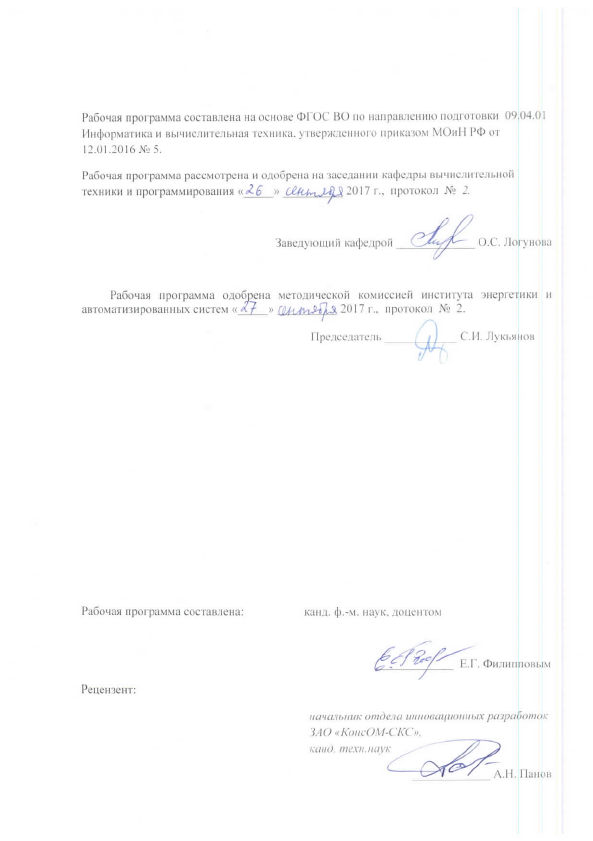 Рабочая программа составлена на основе ФГОС ВО по направлению подготовки 09.04.01
Информатика и вычислительная техника, утвержденного приказом МОиН РФ от
12.01.2016 № 5.
Рабочая программа рассмотрена и одобрена на заседании кафедры вычислительной
техники и программирования «26» сентября 2017 г., протокол № 2.
Заведующий кафедрой ____________ О.С. Логунова
Рабочая программа одобрена методической комиссией института энергетики и
автоматизированных систем «27» сентября 2017 г., протокол № 2.
Председатель ____________ С.И. Лукьянов
Рабочая программа составлена: канд. ф.-м. наук, доцентом
____________ Е.Г. Филипповым
Рецензент:
начальник отдела инновационных разработок
ЗАО «КонсОМ-СКС»,
канд. техн.наук
____________ А.Н. Панов